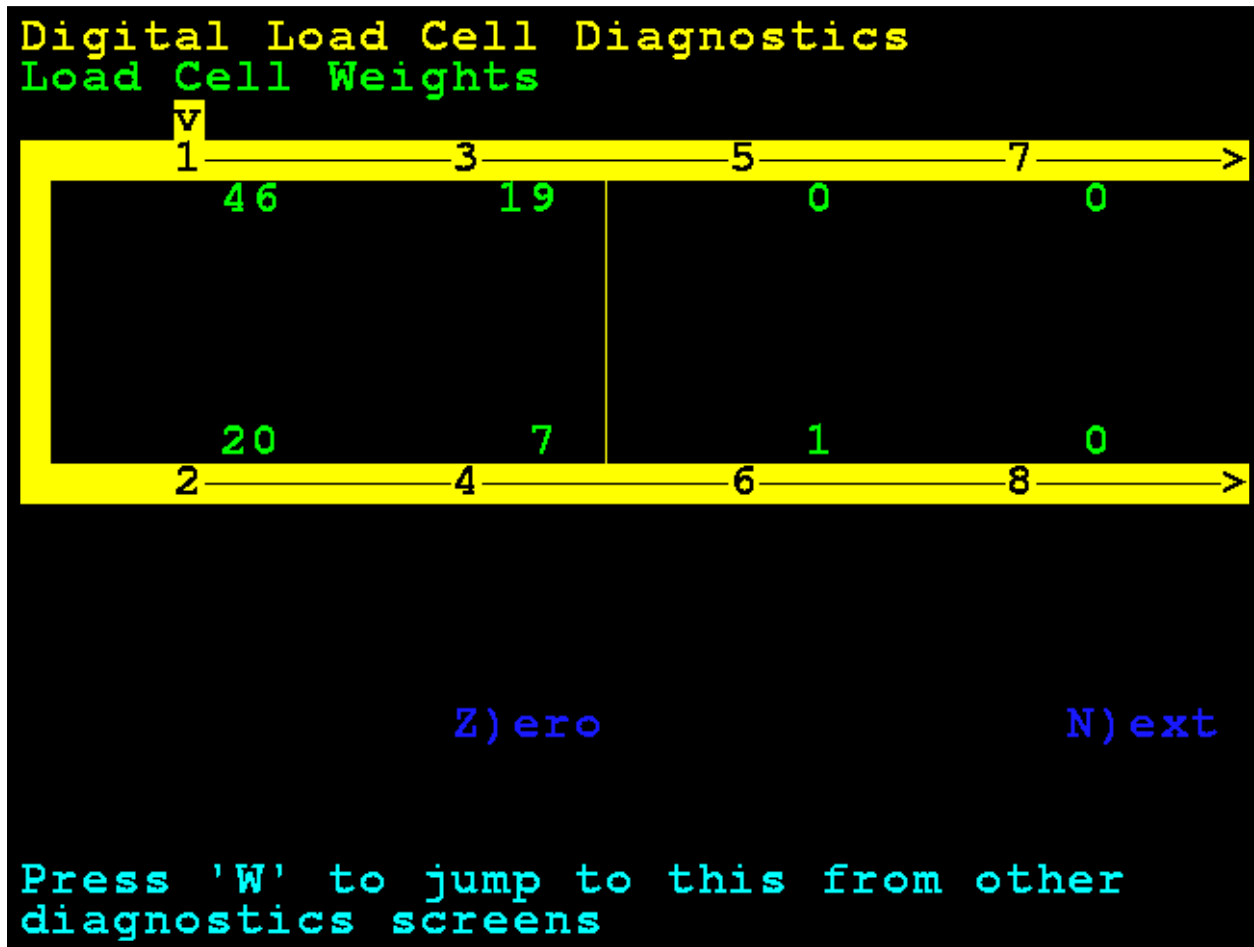 Digital Load Cell Diagnostics
Load Cell Weights
v
1 3 5 7 >
46 19 0 0
20 7 1 0
2 4 6 8 >
Z)ero N)ext
Press 'W' to jump to this from other
diagnostics screens